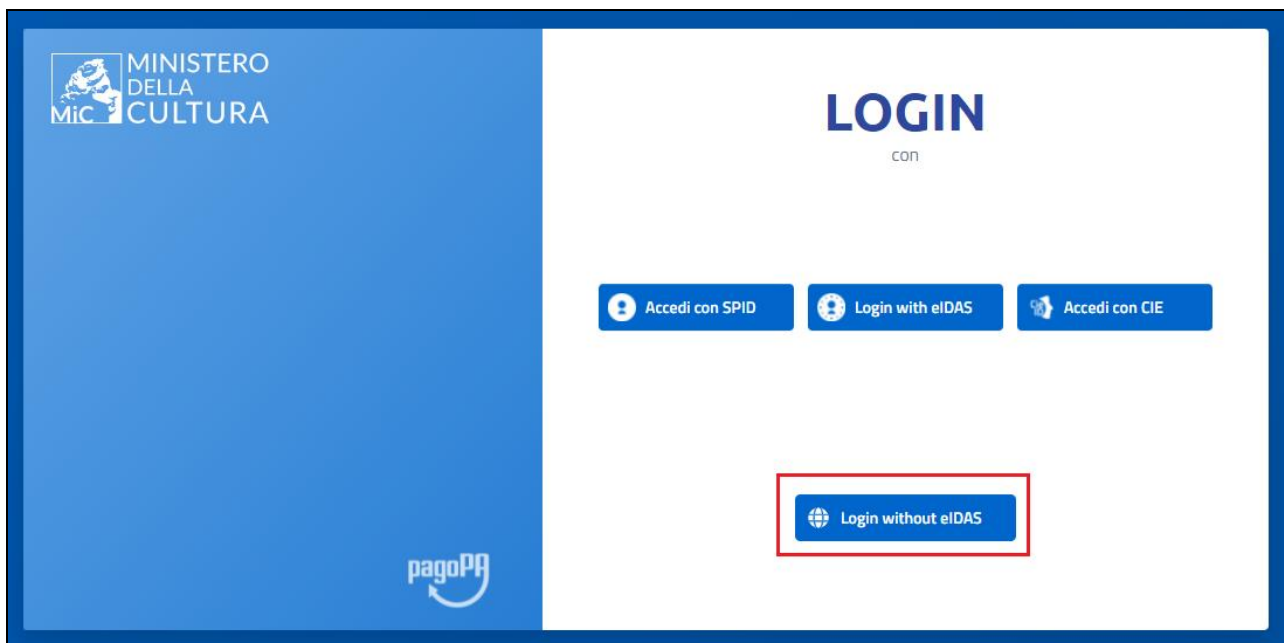 MINISTERO
DELLA
CULTURA
MiC
LOGIN
con
Accedi con SPID
Login with eIDAS
Accedi con CIE
Login without eIDAS
pagoPA